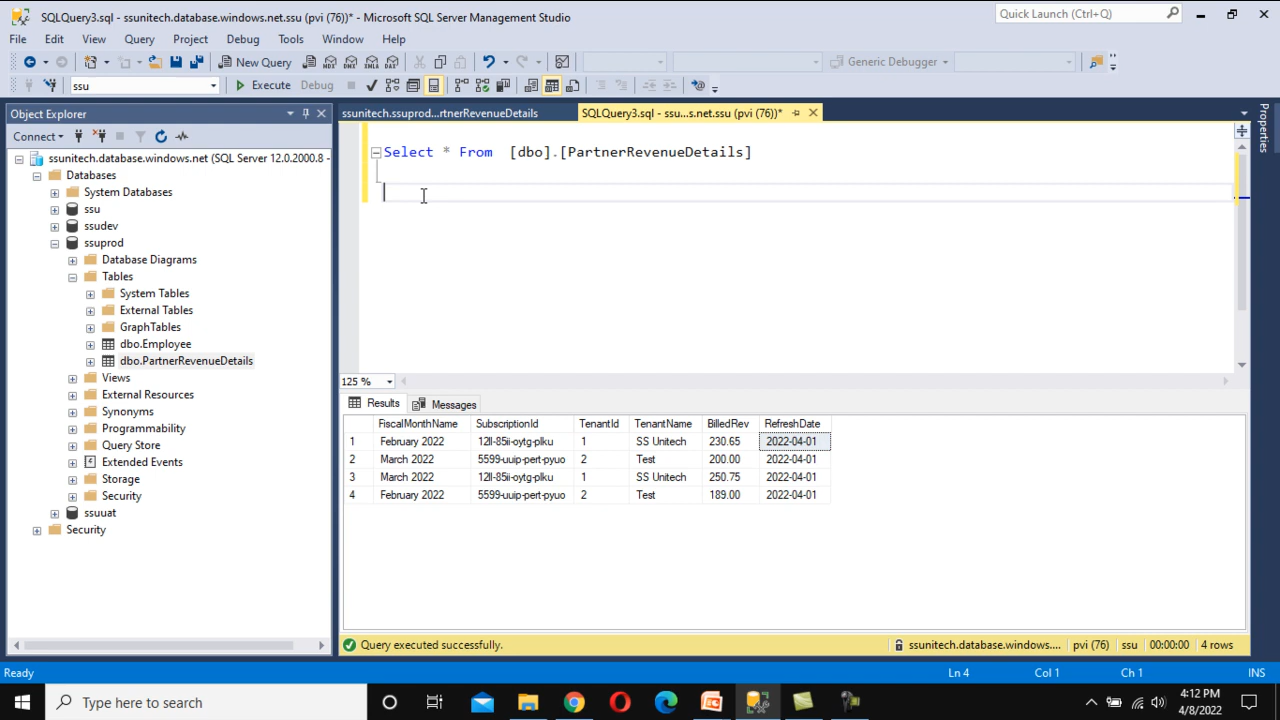 SQLQuery3.sql - ssunitech.database.windows.net.ssu (pvi (76))* - Microsoft SQL Server Management Studio
Quick Launch (Ctrl+Q)
File Edit View Query Project Debug Tools Window Help
New Query
Generic Debugger
ssu
Execute Debug
Object Explorer
ssunitech.ssuprod...rtnerRevenueDetails
SQLQuery3.sql - ssu...s.net.ssu (pvi (76))*
Properties
Connect
ssunitech.database.windows.net (SQL Server 12.0.2000.8 -
Databases
System Databases
ssu
ssudev
ssuprod
Database Diagrams
Tables
System Tables
External Tables
GraphTables
dbo.Employee
dbo.PartnerRevenueDetails
Views
External Resources
Synonyms
Programmability
Query Store
Extended Events
Storage
Security
ssuuat
Security
Select * From [dbo].[PartnerRevenueDetails]
125 %
Results Messages
FiscalMonthName SubscriptionId TenantId TenantName BilledRev RefreshDate
1 February 2022 12ll-85ii-oytg-plku 1 SS Unitech 230.65 2022-04-01
2 March 2022 5599-uuip-pert-pyuo 2 Test 200.00 2022-04-01
3 March 2022 12ll-85ii-oytg-plku 1 SS Unitech 250.75 2022-04-01
4 February 2022 5599-uuip-pert-pyuo 2 Test 189.00 2022-04-01
Query executed successfully.
ssunitech.database.windows.... pvi (76) ssu 00:00:00 4 rows
Ready
Ln 4 Col 1 Ch 1 INS
Type here to search
4:12 PM
4/8/2022